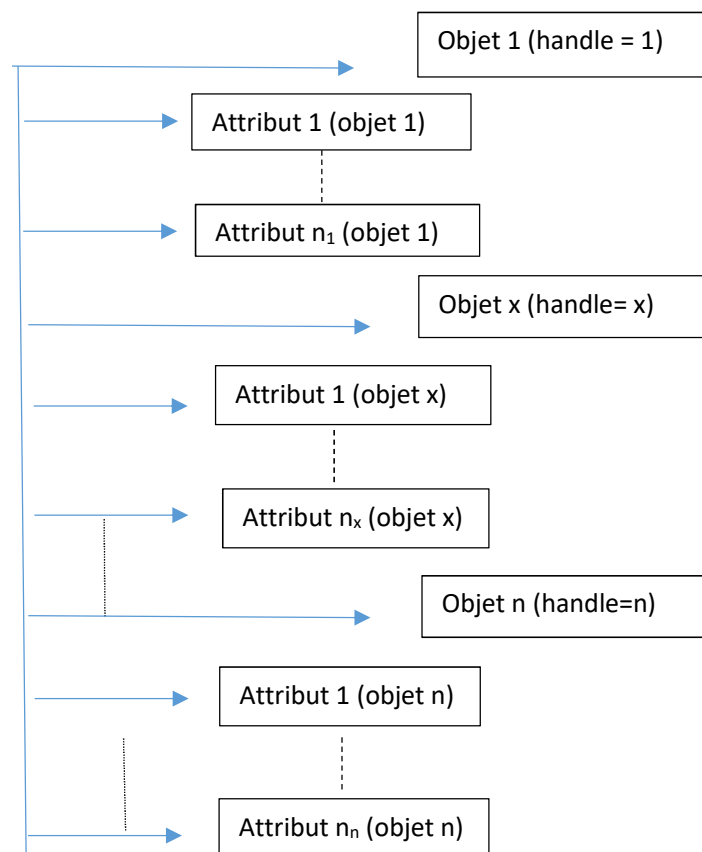 Objet 1 (handle = 1)
Attribut 1 (objet 1)
Attribut n₁ (objet 1)
Objet x (handle= x)
Attribut 1 (objet x)
Attribut nₓ (objet x)
Objet n (handle=n)
Attribut 1 (objet n)
Attribut nₙ (objet n)